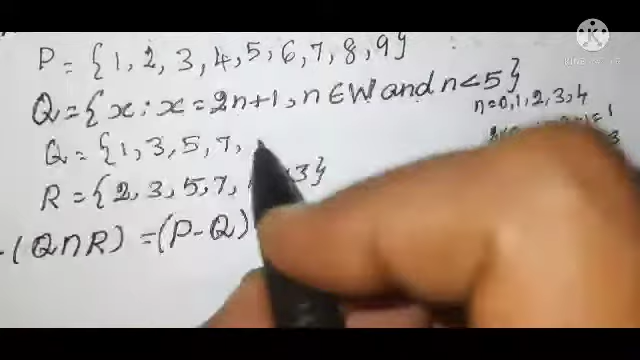 P = {1, 2, 3, 4, 5, 6, 7, 8, 9}
Q = {x : x = 2n+1, n ∈ W and n < 5}
n = 0, 1, 2, 3, 4
Q = {1, 3, 5, 7,
R = {2, 3, 5, 7, 3}
-(Q∩R) = (P-Q)